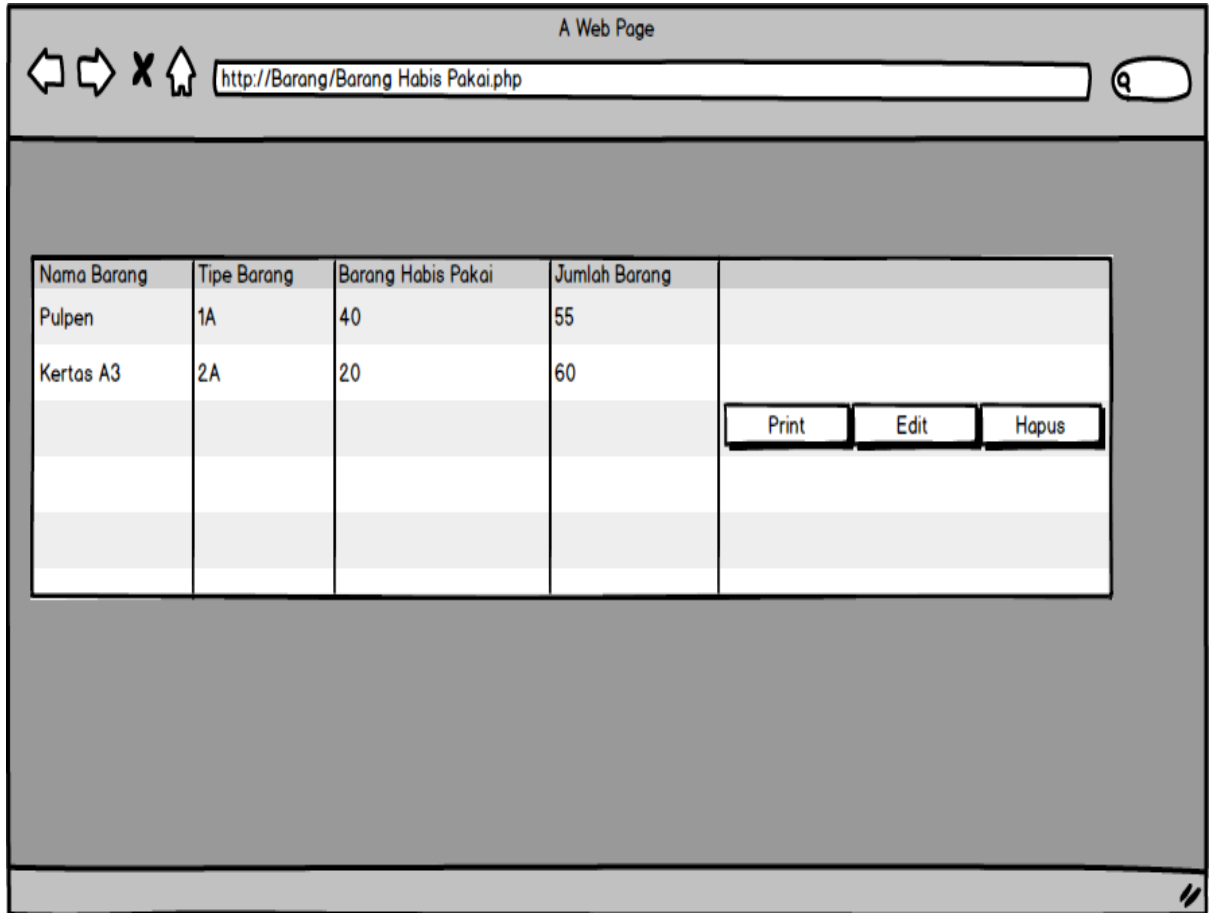 A Web Page
http://Barang/Barang Habis Pakai.php
Nama Barang Tipe Barang Barang Habis Pakai Jumlah Barang
Pulpen 1A 40 55
Kertas A3 2A 20 60
Print Edit Hapus